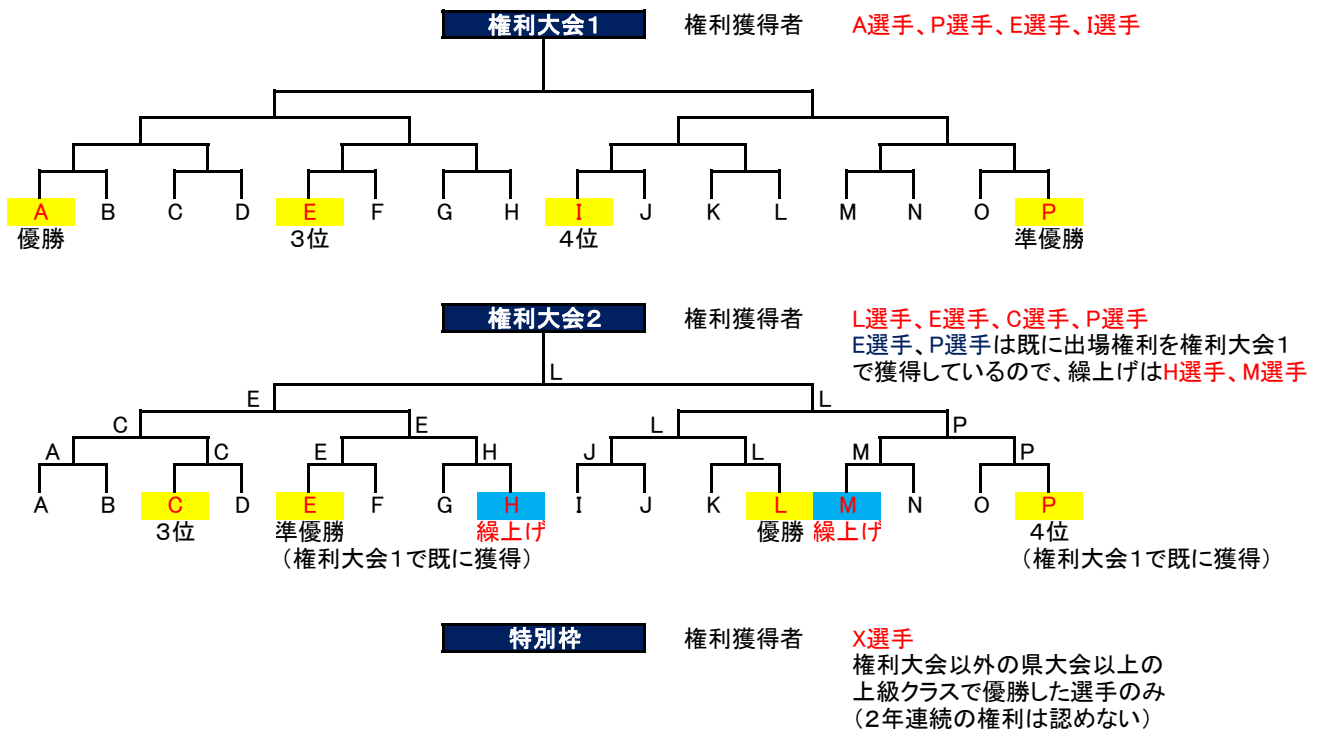 権利大会1 権利獲得者 A選手、P選手、E選手、I選手
A B C D E F G H I J K L M N O P
優勝 3位 4位 準優勝
権利大会2 権利獲得者 L選手、E選手、C選手、P選手
E選手、P選手は既に出場権利を権利大会1
で獲得しているので、繰上げはH選手、M選手
L
E L
C E L P
A C E H J L M P
A B C D E F G H I J K L M N O P
3位 準優勝 繰上げ 優勝 繰上げ 4位
（権利大会1で既に獲得） （権利大会1で既に獲得）
特別枠 権利獲得者 X選手
権利大会以外の県大会以上の
上級クラスで優勝した選手のみ
（2年連続の権利は認めない）